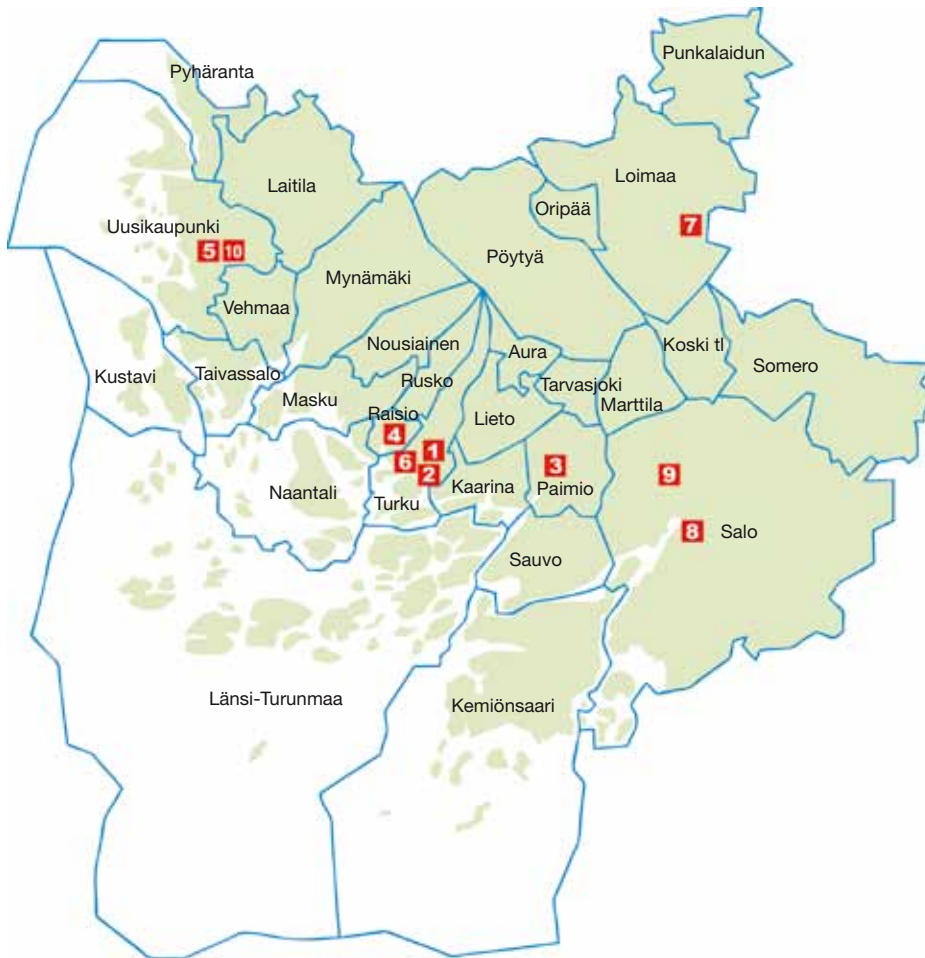 Punkalaidun
Pyhäranta
Loimaa
Laitila
Oripää
Uusikaupunki
7
5 10
Pöytyä
Mynämäki
Vehmaa
Nousiainen
Koski tl
Aura
Somero
Kustavi
Taivassalo
Rusko
Tarvasjoki
Masku
Marttila
Raisio
Lieto
4
1
6
3
2
9
Kaarina
Paimio
Naantali
Turku
8
Salo
Sauvo
Länsi-Turunmaa
Kemiönsaari